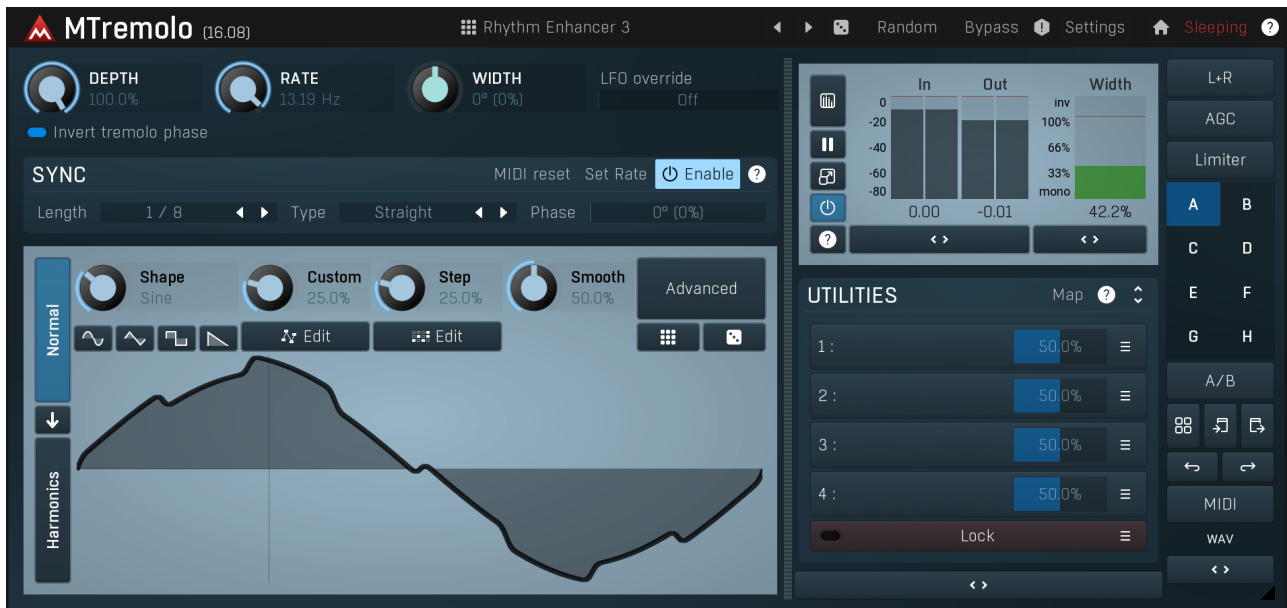 MTremolo (16.08) Rhythm Enhancer 3 Random Bypass Settings Sleeping ?
DEPTH
100.0%
RATE
13.19 Hz
WIDTH
0° (0%)
LFO override
Off
Invert tremolo phase
SYNC MIDI reset Set Rate Enable ?
Length 1 / 8 Type Straight Phase 0° (0%)
Normal
Harmonics
Shape
Sine
Custom
25.0%
Step
25.0%
Smooth
50.0%
Advanced
Edit Edit
In Out Width
0
-20
-40
-60
-80
inv
100%
66%
33%
mono
0.00 -0.01 42.2%
?
UTILITIES Map ?
1 : 50.0%
2 : 50.0%
3 : 50.0%
4 : 50.0%
Lock
L+R
AGC
Limiter
A B
C D
E F
G H
A/B
MIDI
WAV